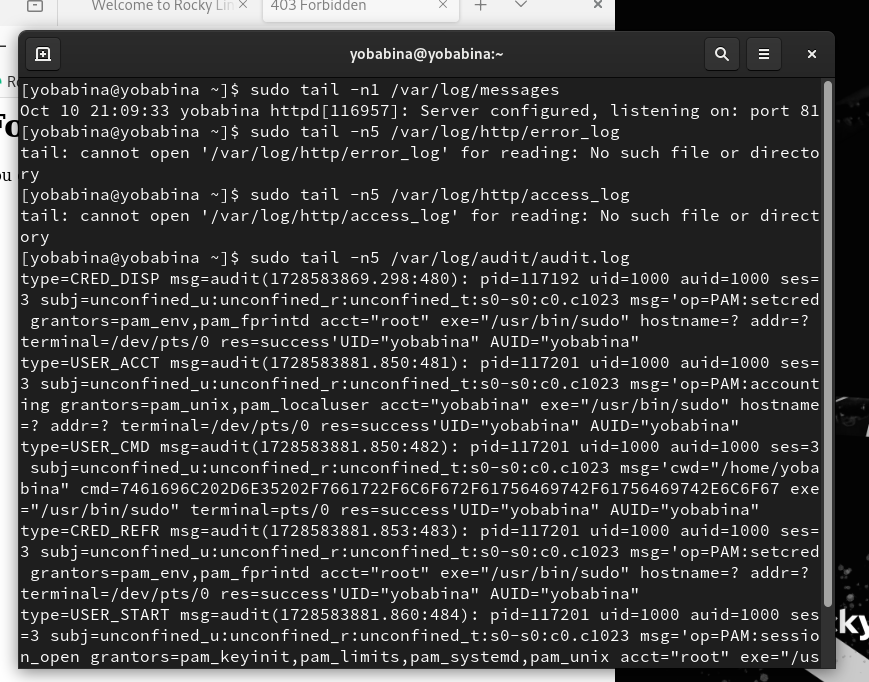 Welcome to Rocky Lin
403 Forbidden
yobabina@yobabina:~
[yobabina@yobabina ~]$ sudo tail -n1 /var/log/messages
Oct 10 21:09:33 yobabina httpd[116957]: Server configured, listening on: port 81
[yobabina@yobabina ~]$ sudo tail -n5 /var/log/http/error_log
tail: cannot open '/var/log/http/error_log' for reading: No such file or directo
ry
[yobabina@yobabina ~]$ sudo tail -n5 /var/log/http/access_log
tail: cannot open '/var/log/http/access_log' for reading: No such file or direct
ory
[yobabina@yobabina ~]$ sudo tail -n5 /var/log/audit/audit.log
type=CRED_DISP msg=audit(1728583869.298:480): pid=117192 uid=1000 auid=1000 ses=
3 subj=unconfined_u:unconfined_r:unconfined_t:s0-s0:c0.c1023 msg='op=PAM:setcred
 grantors=pam_env,pam_fprintd acct="root" exe="/usr/bin/sudo" hostname=? addr=?
terminal=/dev/pts/0 res=success'UID="yobabina" AUID="yobabina"
type=USER_ACCT msg=audit(1728583881.850:481): pid=117201 uid=1000 auid=1000 ses=
3 subj=unconfined_u:unconfined_r:unconfined_t:s0-s0:c0.c1023 msg='op=PAM:account
ing grantors=pam_unix,pam_localuser acct="yobabina" exe="/usr/bin/sudo" hostname
=? addr=? terminal=/dev/pts/0 res=success'UID="yobabina" AUID="yobabina"
type=USER_CMD msg=audit(1728583881.850:482): pid=117201 uid=1000 auid=1000 ses=3
 subj=unconfined_u:unconfined_r:unconfined_t:s0-s0:c0.c1023 msg='cwd="/home/yoba
bina" cmd=7461696C202D6E35202F7661722F6C6F672F61756469742F61756469742E6C6F67 exe
="/usr/bin/sudo" terminal=pts/0 res=success'UID="yobabina" AUID="yobabina"
type=CRED_REFR msg=audit(1728583881.853:483): pid=117201 uid=1000 auid=1000 ses=
3 subj=unconfined_u:unconfined_r:unconfined_t:s0-s0:c0.c1023 msg='op=PAM:setcred
 grantors=pam_env,pam_fprintd acct="root" exe="/usr/bin/sudo" hostname=? addr=?
terminal=/dev/pts/0 res=success'UID="yobabina" AUID="yobabina"
type=USER_START msg=audit(1728583881.860:484): pid=117201 uid=1000 auid=1000 ses
=3 subj=unconfined_u:unconfined_r:unconfined_t:s0-s0:c0.c1023 msg='op=PAM:sessio
n_open grantors=pam_keyinit,pam_limits,pam_systemd,pam_unix acct="root" exe="/us